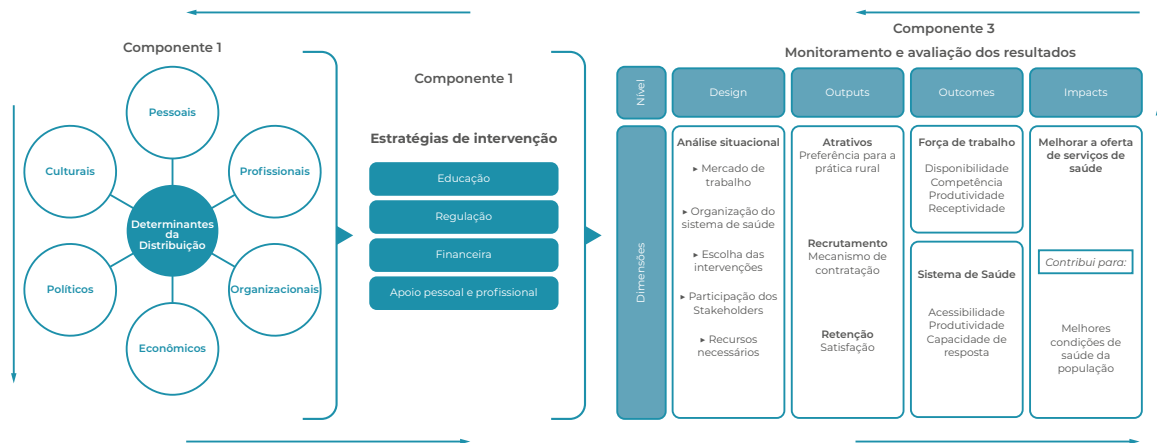 Componente 1
Pessoais
Culturais
Profissionais
Determinantes
da
Distribuição
Políticos
Organizacionais
Econômicos
Componente 1
Estratégias de intervenção
Educação
Regulação
Financeira
Apoio pessoal e profissional
Componente 3
Monitoramento e avaliação dos resultados
Nível
Design
Outputs
Outcomes
Impacts
Dimensões
Análise situacional
▸ Mercado de
trabalho
▸ Organização do
sistema de saúde
▸ Escolha das
intervenções
▸ Participação dos
Stakeholders
▸ Recursos
necessários
Atrativos
Preferência para a
prática rural
Recrutamento
Mecanismo de
contratação
Retenção
Satisfação
Força de trabalho
Disponibilidade
Competência
Produtividade
Receptividade
Sistema de Saúde
Acessibilidade
Produtividade
Capacidade de
resposta
Melhorar a oferta
de serviços de
saúde
Contribui para:
Melhores
condições de
saúde da
população